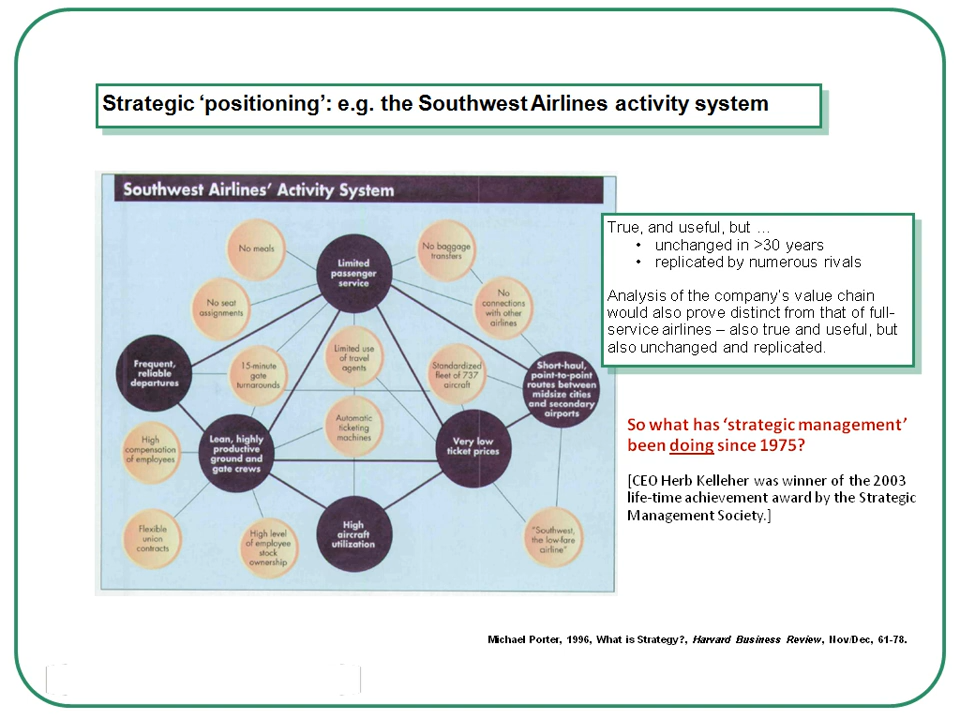 Strategic ‘positioning’: e.g. the Southwest Airlines activity system
Southwest Airlines’ Activity System
No meals
Limited
passenger
service
No baggage
transfers
No seat
assignments
No
connections
with other
airlines
Frequent,
reliable
departures
15-minute
gate
turnarounds
Limited use
of travel
agents
Standardized
fleet of 737
aircraft
Short-haul,
point-to-point
routes between
midsize cities
and secondary
airports
High
compensation
of employees
Lean, highly
productive
ground and
gate crews
Automatic
ticketing
machines
Very low
ticket prices
Flexible
union
contracts
High level
of employee
stock
ownership
High
aircraft
utilization
“Southwest,
the low-fare
airline”
True, and useful, but …
• unchanged in >30 years
• replicated by numerous rivals
Analysis of the company’s value chain
would also prove distinct from that of full-
service airlines – also true and useful, but
also unchanged and replicated.
So what has ‘strategic management’
been doing since 1975?
[CEO Herb Kelleher was winner of the 2003
life-time achievement award by the Strategic
Management Society.]
Michael Porter, 1996, What is Strategy?, Harvard Business Review, Nov/Dec, 61-78.